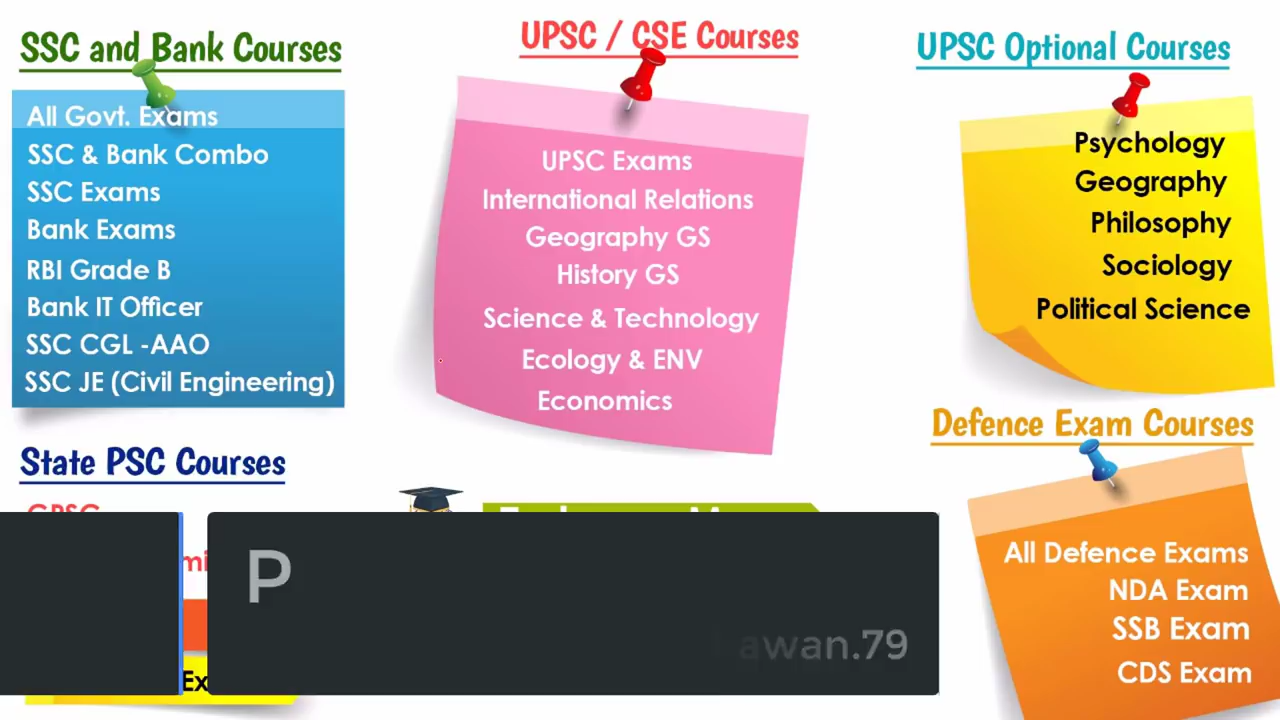 SSC and Bank Courses
All Govt. Exams
SSC & Bank Combo
SSC Exams
Bank Exams
RBI Grade B
Bank IT Officer
SSC CGL -AAO
SSC JE (Civil Engineering)
UPSC / CSE Courses
UPSC Exams
International Relations
Geography GS
History GS
Science & Technology
Ecology & ENV
Economics
UPSC Optional Courses
Psychology
Geography
Philosophy
Sociology
Political Science
State PSC Courses
Defence Exam Courses
All Defence Exams
NDA Exam
SSB Exam
CDS Exam
P
awan.79